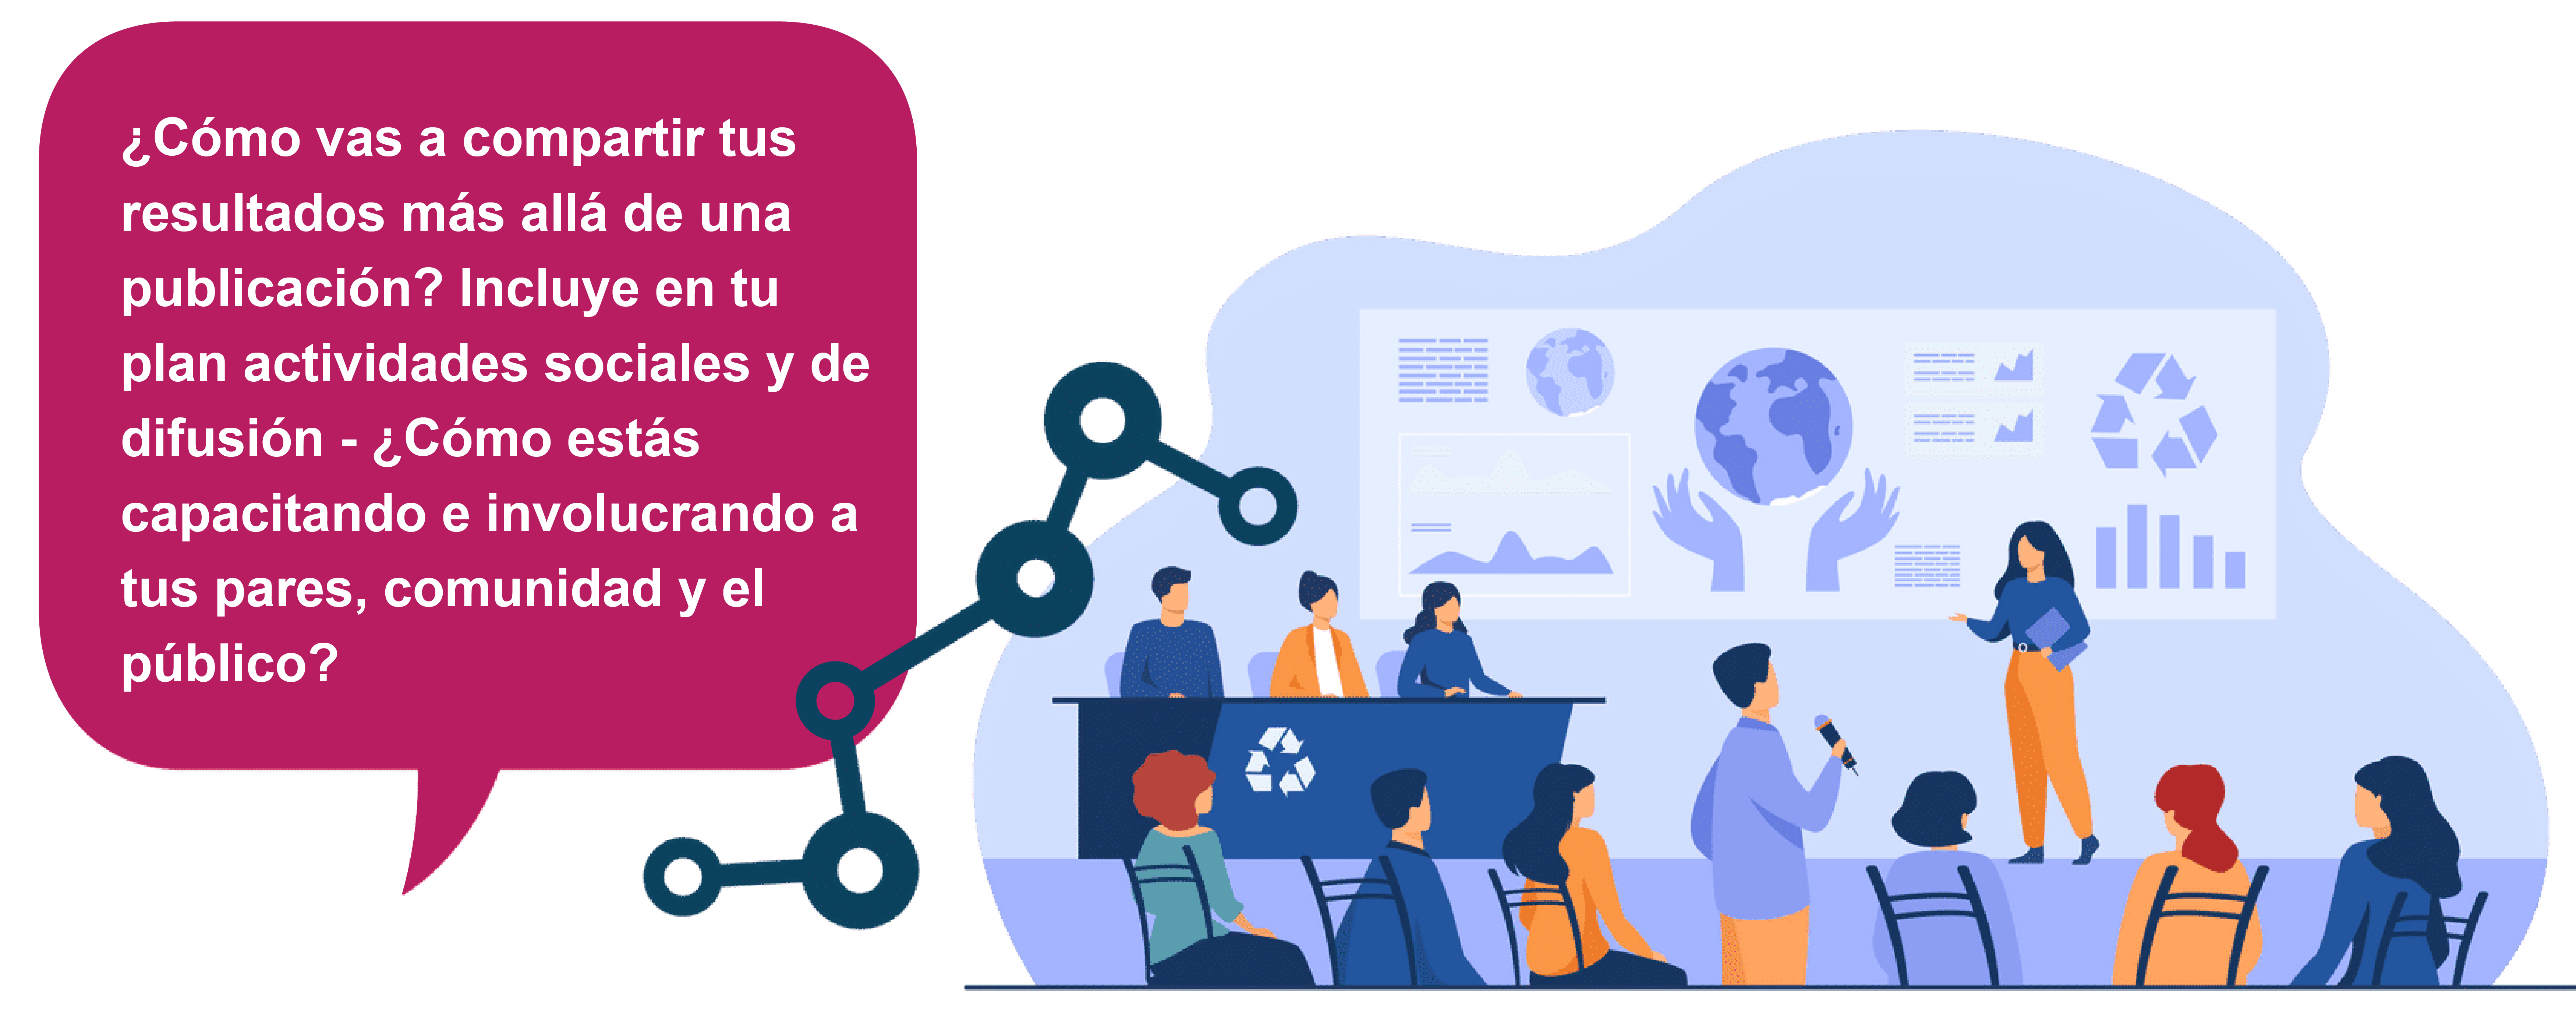 ¿Cómo vas a compartir tus
resultados más allá de una
publicación? Incluye en tu
plan actividades sociales y de
difusión - ¿Cómo estás
capacitando e involucrando a
tus pares, comunidad y el
público?